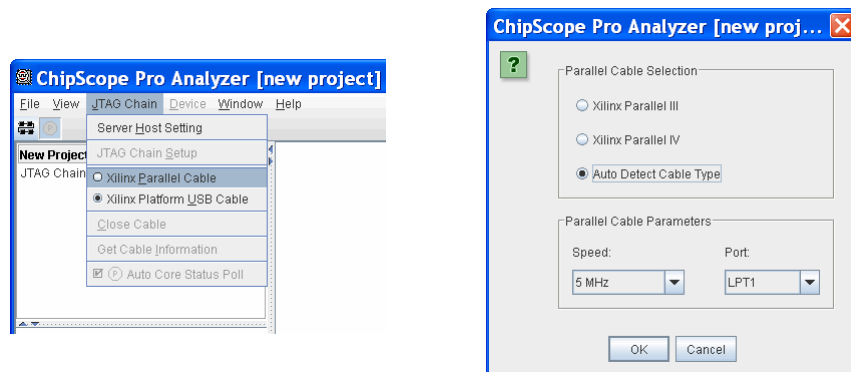 ChipScope Pro Analyzer [new project]
File View JTAG Chain Device Window Help
P
Server Host Setting
New Project
JTAG Chain Setup
JTAG Chain
Xilinx Parallel Cable
Xilinx Platform USB Cable
Close Cable
Get Cable Information
P Auto Core Status Poll
ChipScope Pro Analyzer [new proj...
?
Parallel Cable Selection
Xilinx Parallel III
Xilinx Parallel IV
Auto Detect Cable Type
Parallel Cable Parameters
Speed: Port:
5 MHz LPT1
OK Cancel